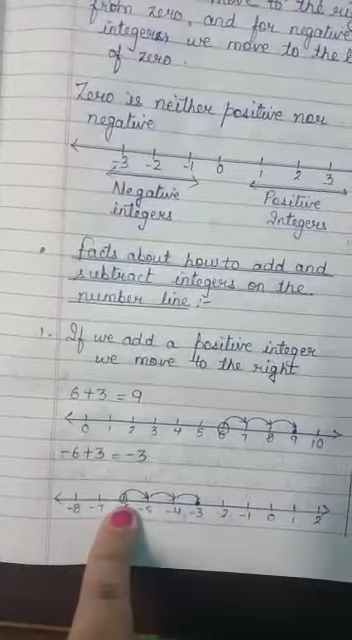 from zero, and for negative
integers, we move to the
of zero.
Zero is neither positive nor
negative
-3 -2 -1 0 1 2 3
Negative integers
Positive Integers
facts about how to add and
subtract integers on the
number line :-
1. If we add a positive integer
we move to the right
6+3 = 9
0 1 2 3 4 5 6 7 8 9 10
-6+3 = -3
-8 -7 -5 -4 -3 -2 -1 0 1 2